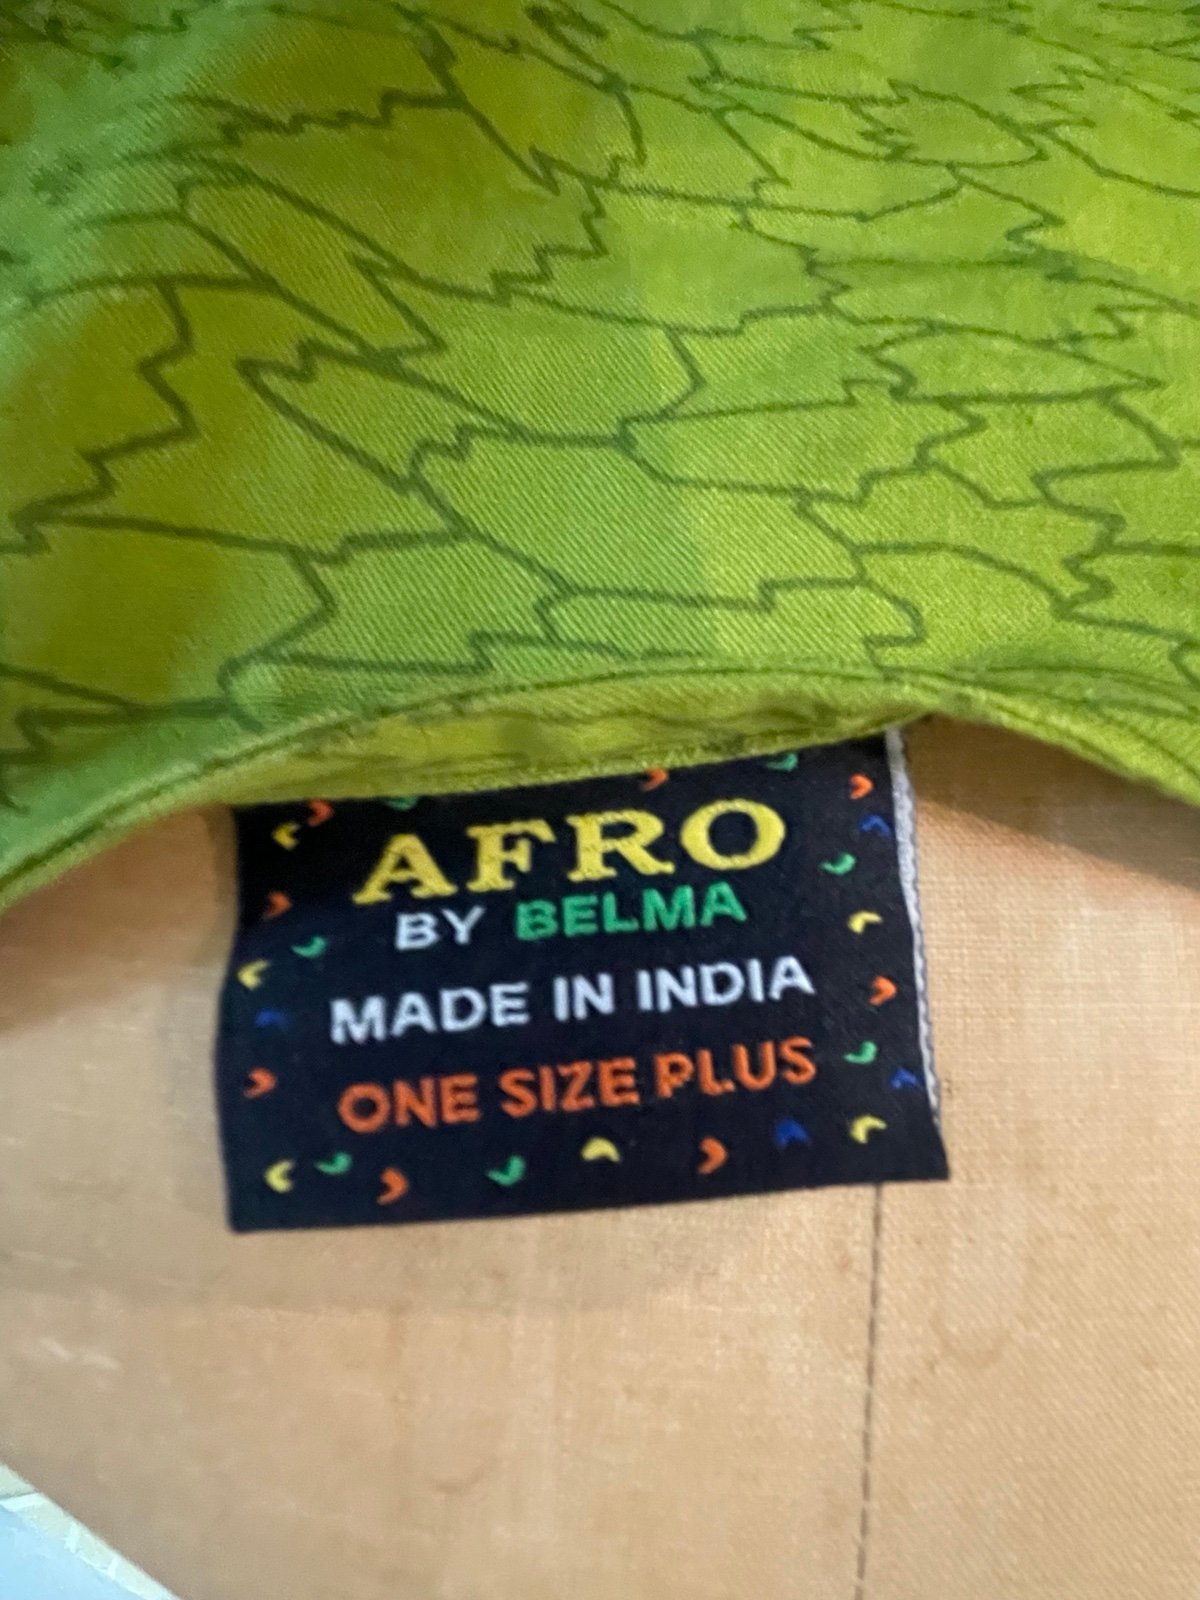 AFRO
BY BELMA
MADE IN INDIA
ONE SIZE PLUS